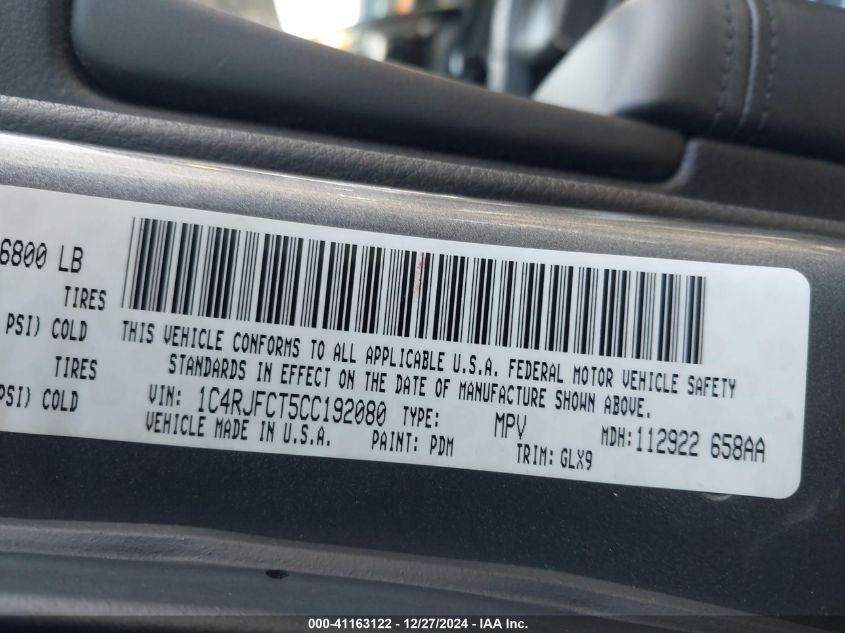 6800 LB
TIRES
PSI) COLD
TIRES
PSI) COLD
THIS VEHICLE CONFORMS TO ALL APPLICABLE U.S.A. FEDERAL MOTOR VEHICLE SAFETY
STANDARDS IN EFFECT ON THE DATE OF MANUFACTURE SHOWN ABOVE.
VIN: 1C4RJFCT5CC192080 TYPE: MPV MDH:112922 658AA
VEHICLE MADE IN U.S.A. PAINT: PDM TRIM: GLX9
000-41163122 - 12/27/2024 - IAA Inc.